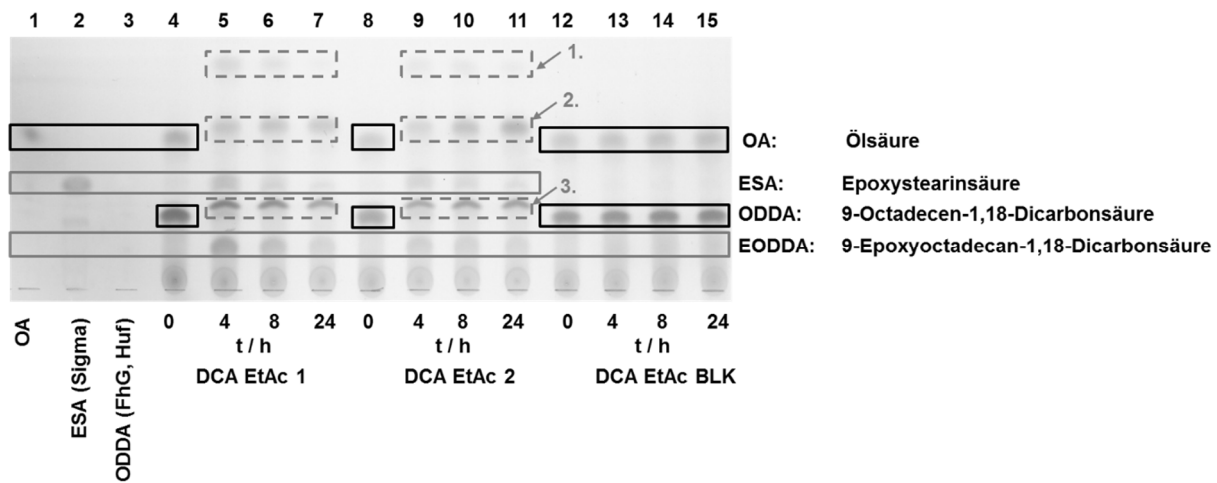 1 2 3 4 5 6 7 8 9 10 11 12 13 14 15
1.
2.
OA: Ölsäure
ESA: Epoxystearinsäure
3.
ODDA: 9-Octadecen-1,18-Dicarbonsäure
EODDA: 9-Epoxyoctadecan-1,18-Dicarbonsäure
OA
ESA (Sigma)
ODDA (FhG, Huf)
0 4 8 24 0 4 8 24 0 4 8 24
t / h t / h t / h
DCA EtAc 1 DCA EtAc 2 DCA EtAc BLK